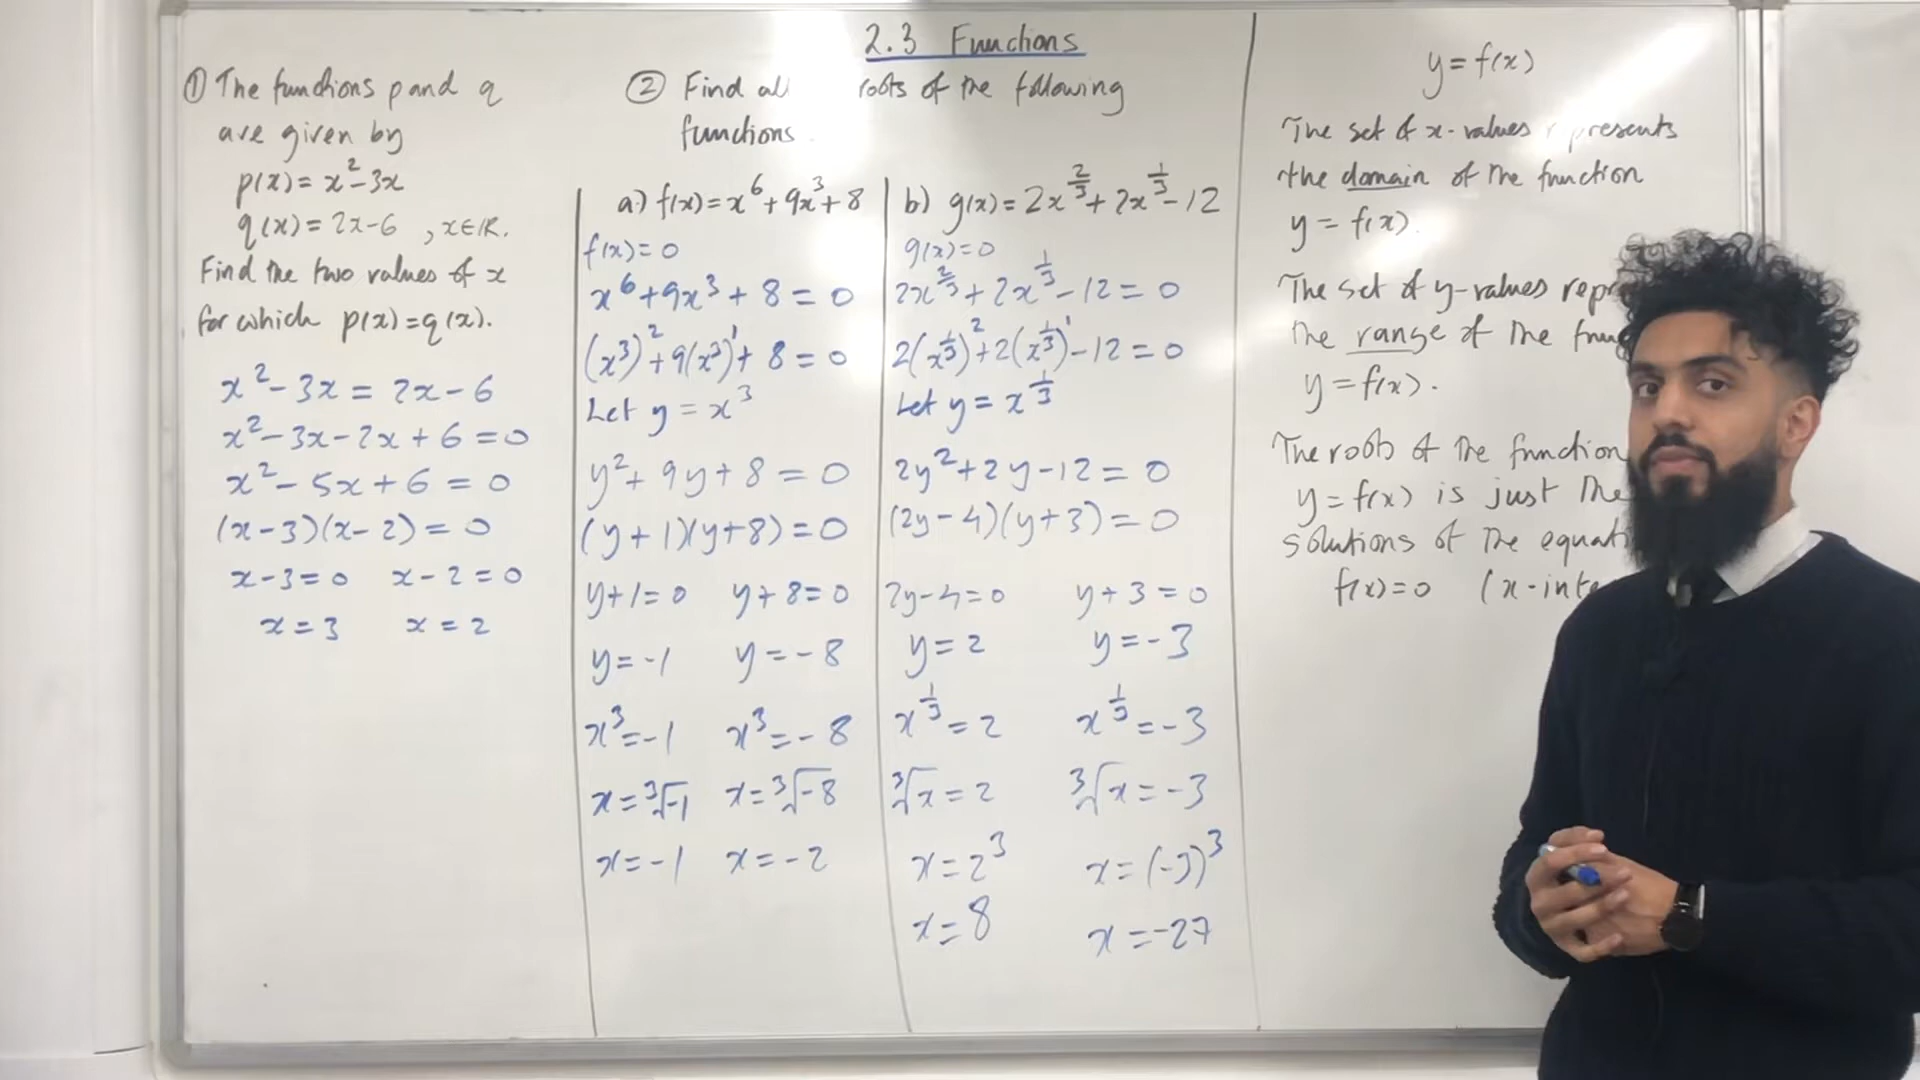 2.3 Functions
① The functions p and q
are given by
p(x) = x² - 3x
q(x) = 2x - 6 , x∈ℝ.
Find the two values of x
for which p(x) = q(x).
x² - 3x = 2x - 6
x² - 3x - 2x + 6 = 0
x² - 5x + 6 = 0
(x - 3)(x - 2) = 0
x - 3 = 0 x - 2 = 0
x = 3 x = 2
② Find all roots of the following
functions.
a) f(x) = x⁶ + 9x³ + 8
f(x) = 0
x⁶ + 9x³ + 8 = 0
(x³)² + 9(x³)¹ + 8 = 0
Let y = x³
y² + 9y + 8 = 0
(y + 1)(y + 8) = 0
y + 1 = 0 y + 8 = 0
y = -1 y = -8
x³ = -1 x³ = -8
x = ³√-1 x = ³√-8
x = -1 x = -2
b) g(x) = 2x^(2/3) + 2x^(1/3) - 12
g(x) = 0
2x^(2/3) + 2x^(1/3) - 12 = 0
2(x^(1/3))² + 2(x^(1/3))¹ - 12 = 0
Let y = x^(1/3)
2y² + 2y - 12 = 0
(2y - 4)(y + 3) = 0
2y - 4 = 0 y + 3 = 0
y = 2 y = -3
x^(1/3) = 2 x^(1/3) = -3
³√x = 2 ³√x = -3
x = 2³ x = (-3)³
x = 8 x = -27
y = f(x)
The set of x-values
the domain of the function
y = f(x).
The set of y-values
the range of the
y = f(x).
The roots of the function
y = f(x) is just the
solutions of the
f(x) = 0